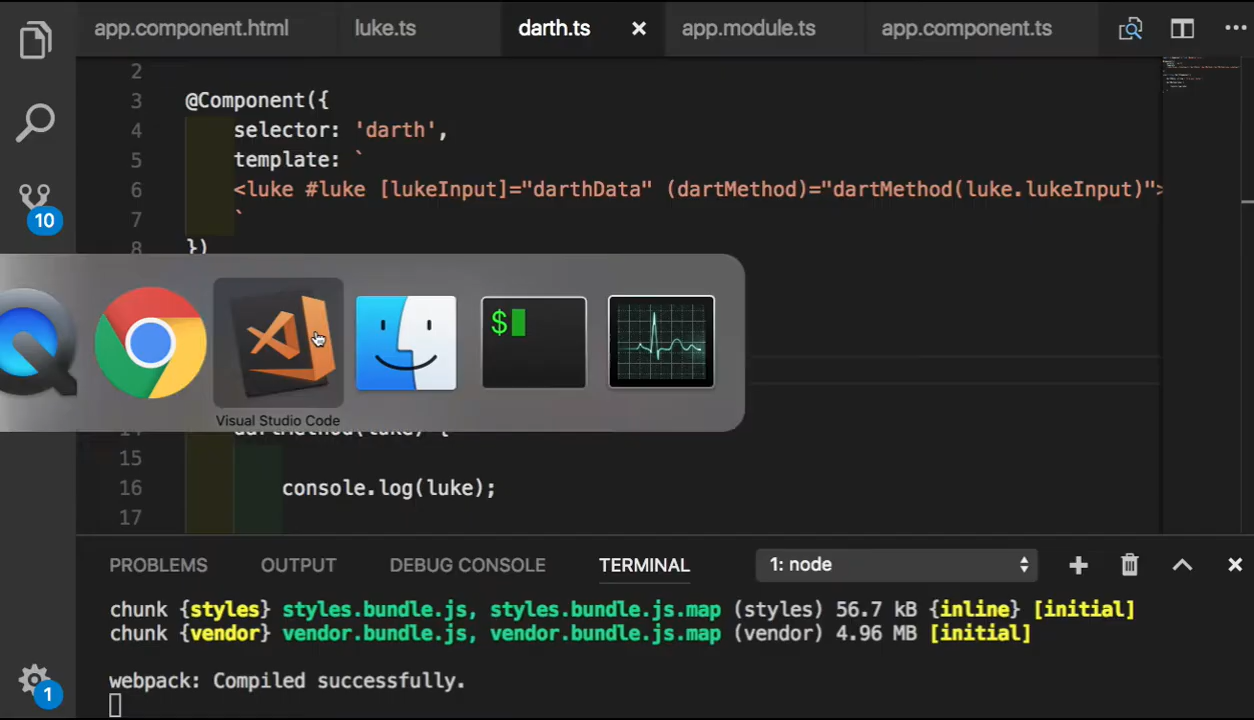 app.component.html luke.ts darth.ts × app.module.ts app.component.ts
2
3 @Component({
4 selector: 'darth',
5 template: `
6 <luke #luke [lukeInput]="darthData" (dartMethod)="dartMethod(luke.lukeInput)">
7 `
8 })
10
$
Visual Studio Code
15
16 console.log(luke);
17
PROBLEMS OUTPUT DEBUG CONSOLE TERMINAL 1: node
chunk {styles} styles.bundle.js, styles.bundle.js.map (styles) 56.7 kB {inline} [initial]
chunk {vendor} vendor.bundle.js, vendor.bundle.js.map (vendor) 4.96 MB [initial]
webpack: Compiled successfully.
1